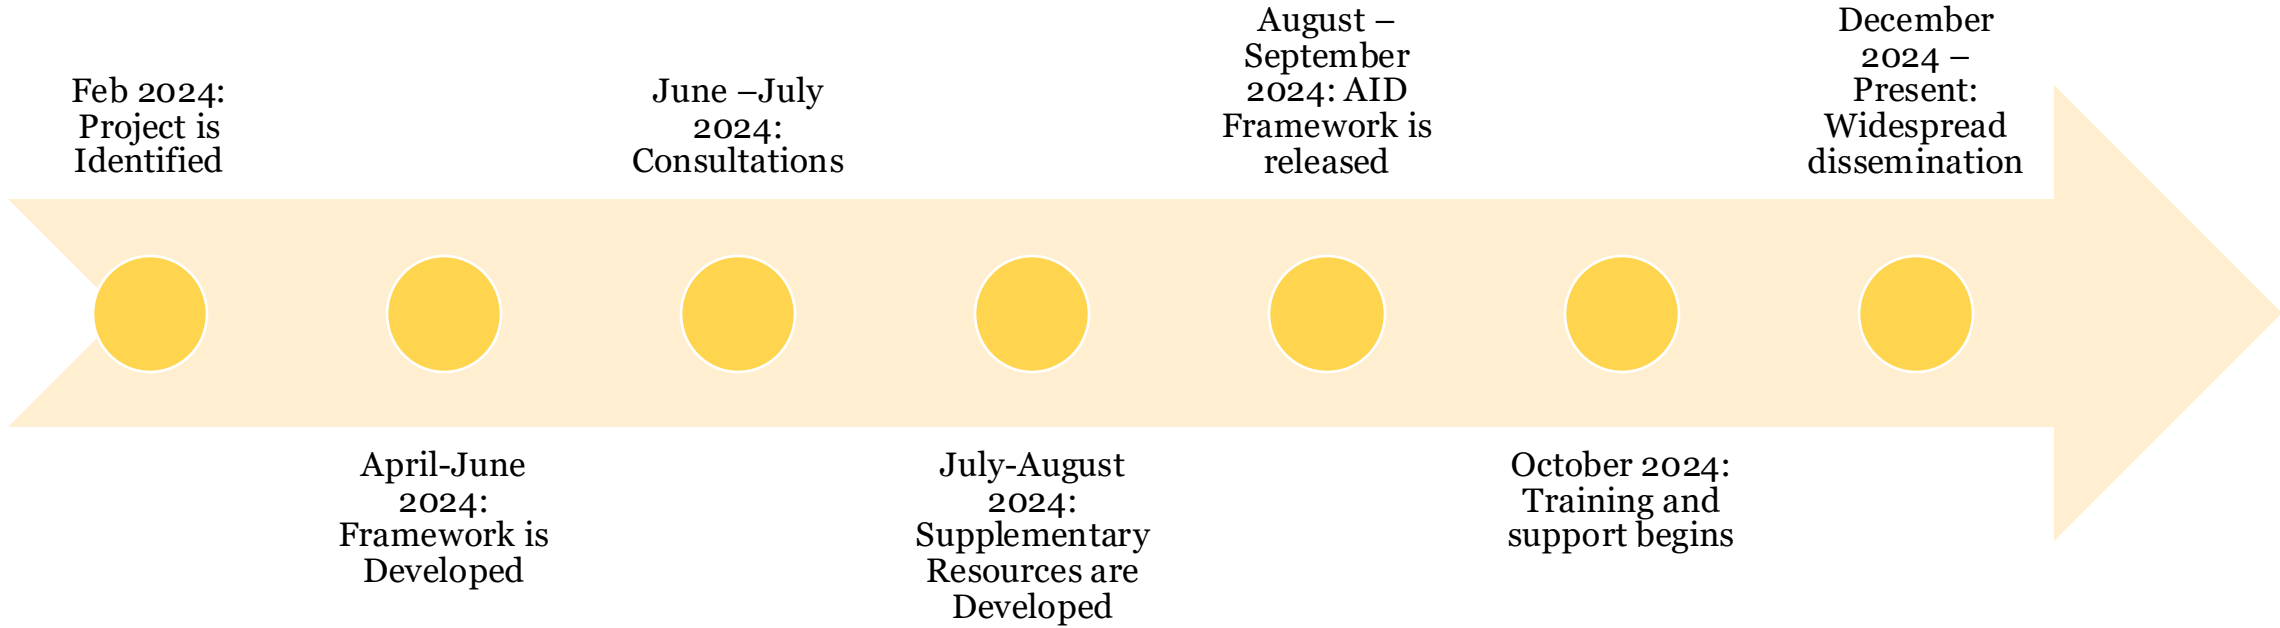 Feb 2024:
Project is
Identified
April-June
2024:
Framework is
Developed
June –July
2024:
Consultations
July-August
2024:
Supplementary
Resources are
Developed
August –
September
2024: AID
Framework is
released
October 2024:
Training and
support begins
December
2024 –
Present:
Widespread
dissemination